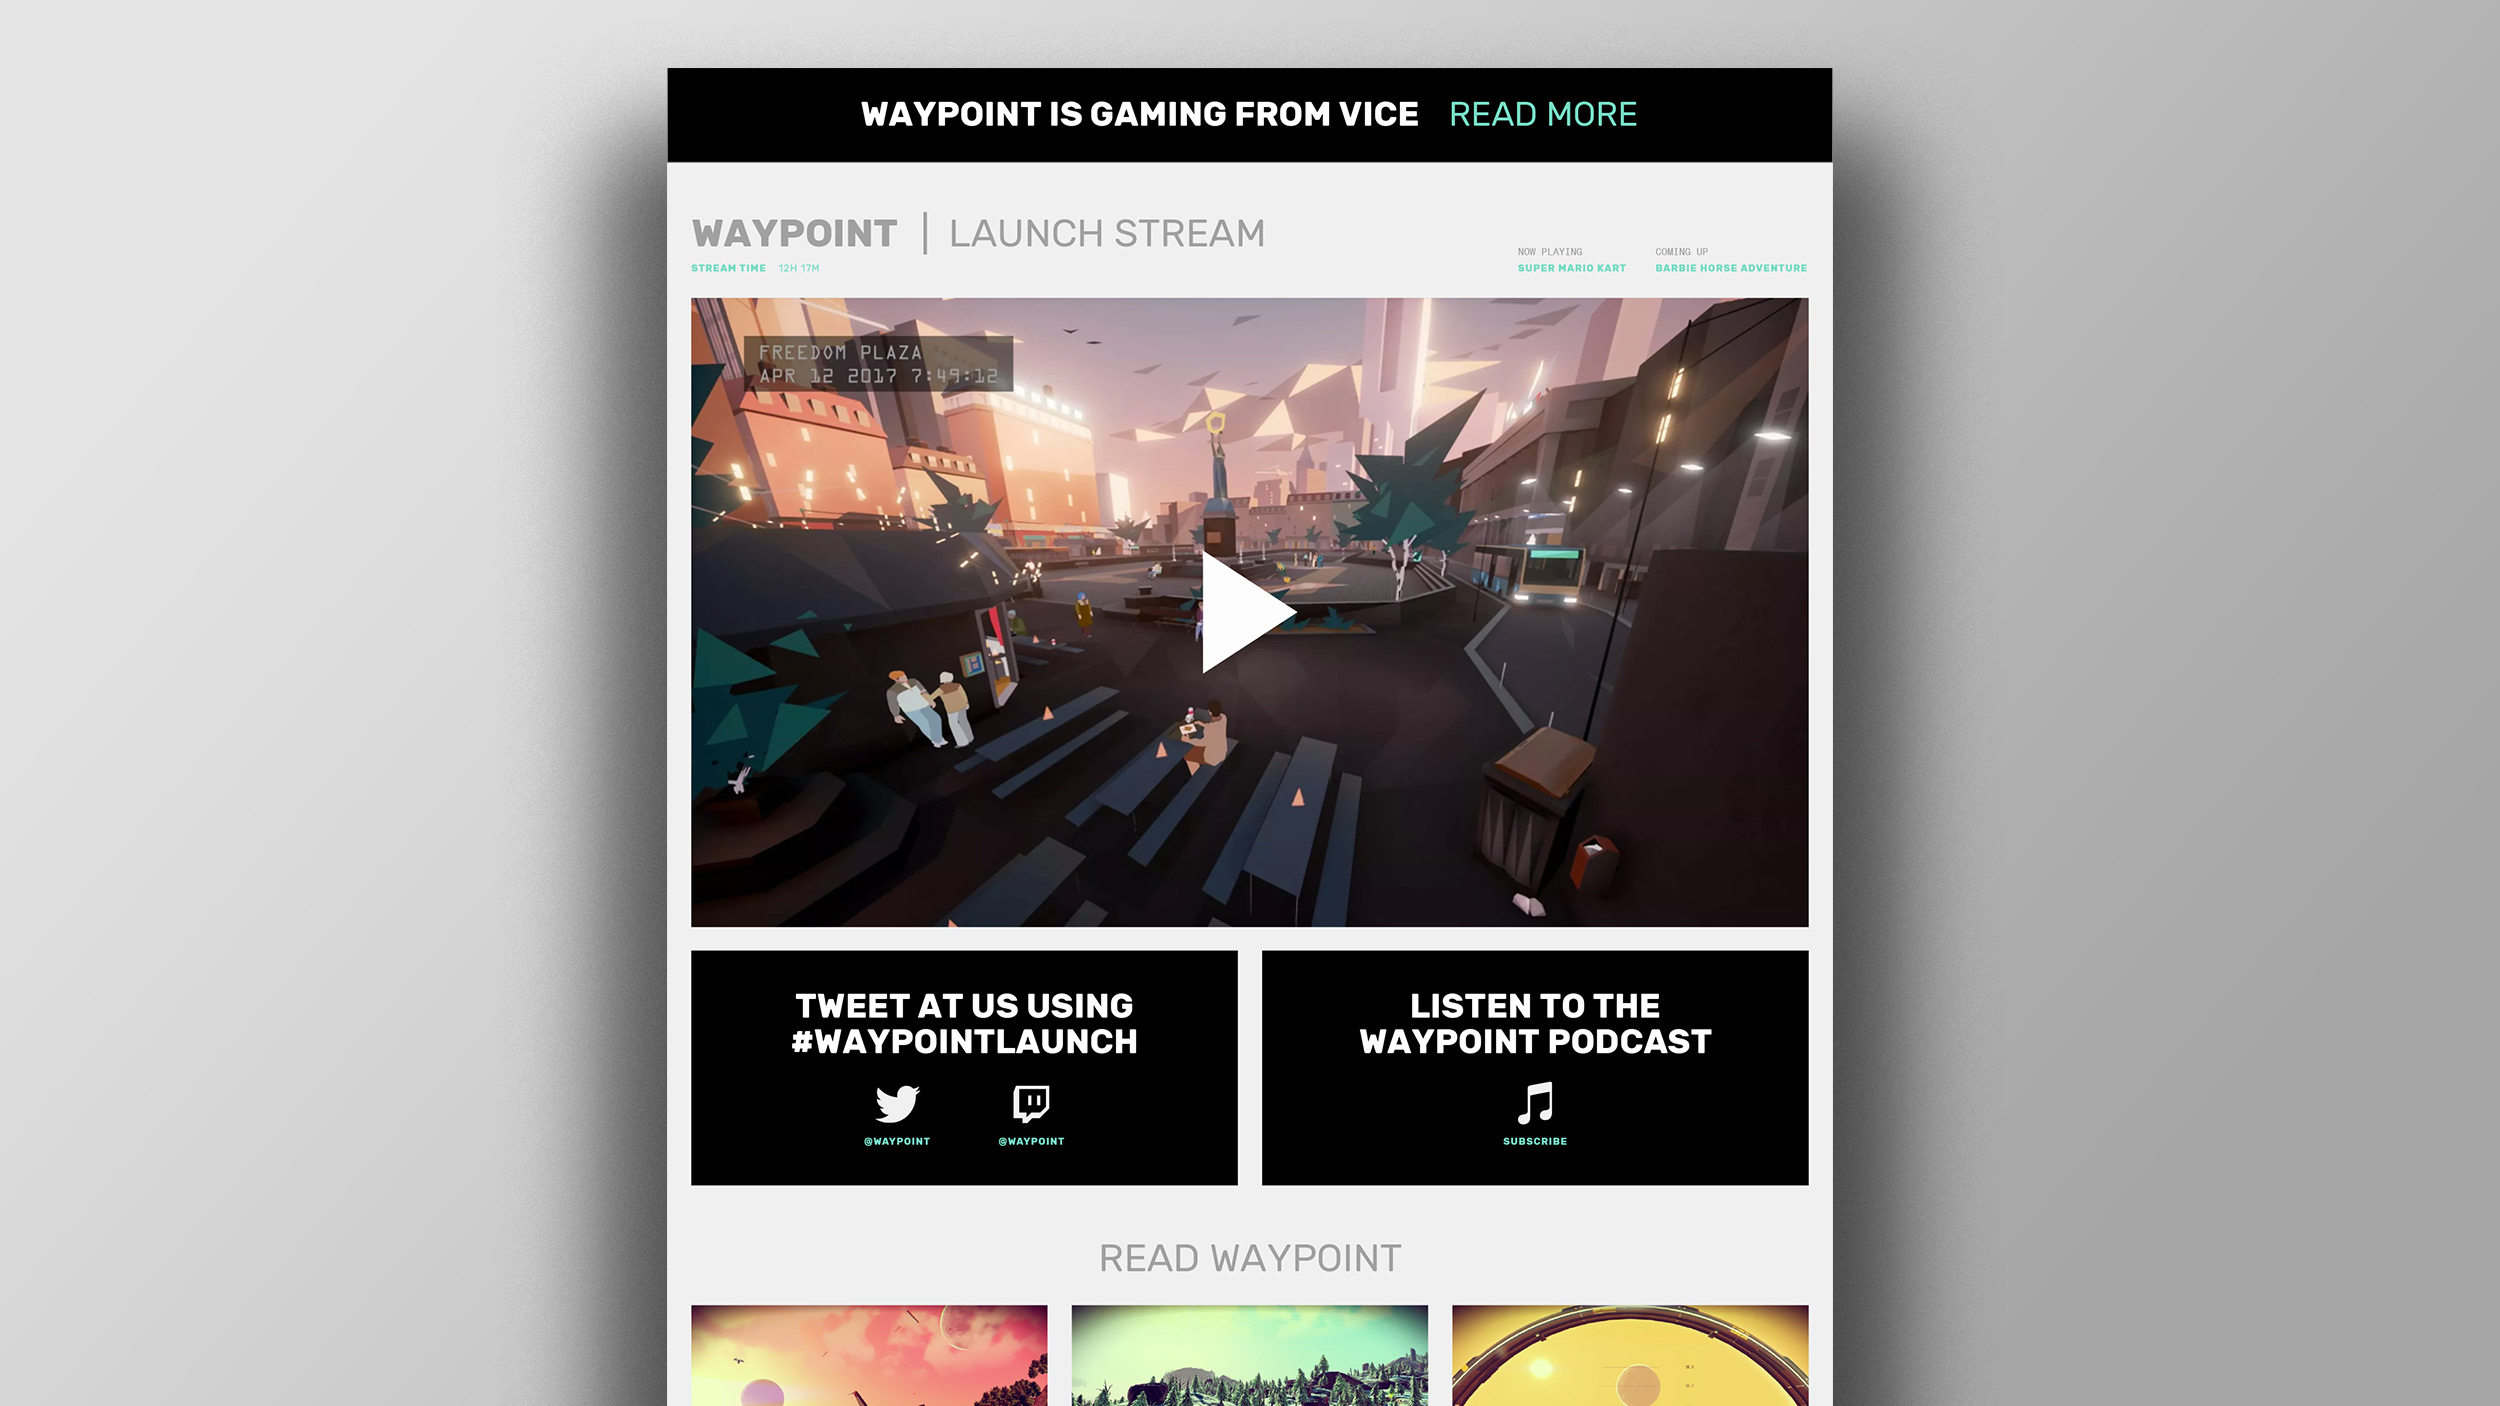 WAYPOINT IS GAMING FROM VICE READ MORE
WAYPOINT | LAUNCH STREAM
STREAM TIME 12H 17M
NOW PLAYING
SUPER MARIO KART
COMING UP
BARBIE HORSE ADVENTURE
FREEDOM PLAZA
APR 12 2017 7:49:12
TWEET AT US USING
#WAYPOINTLAUNCH
@WAYPOINT
@WAYPOINT
LISTEN TO THE
WAYPOINT PODCAST
SUBSCRIBE
READ WAYPOINT